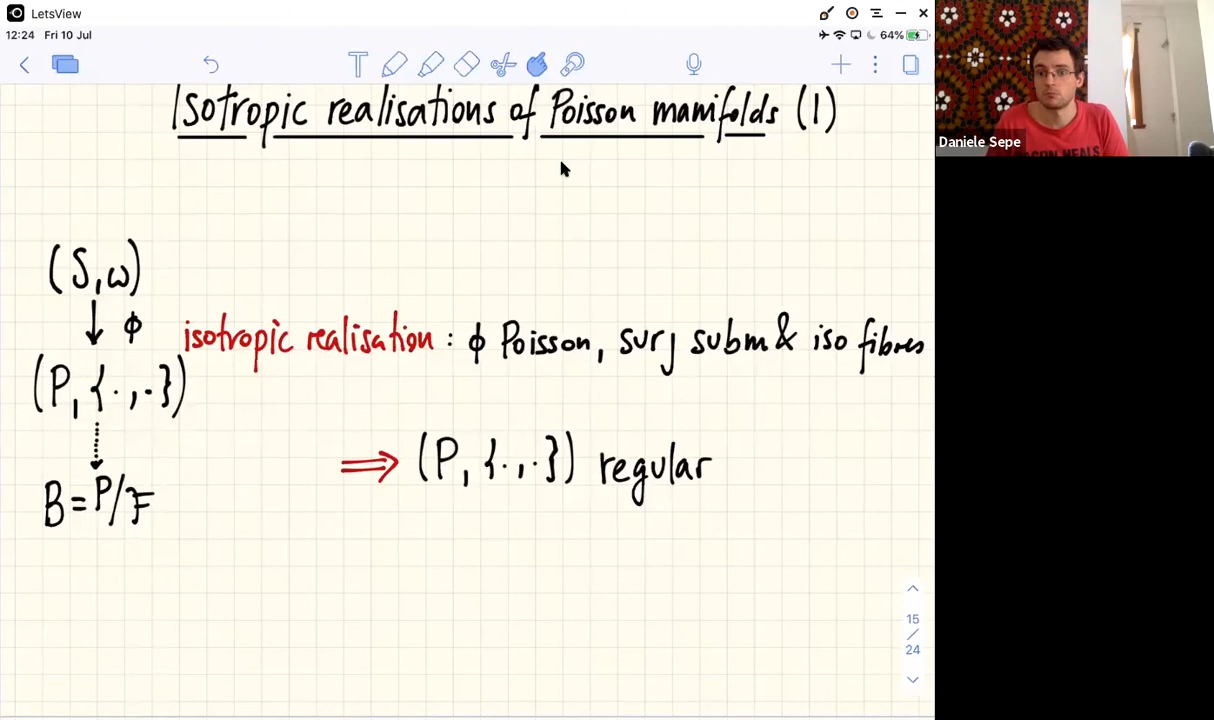 LetsView
12:24 Fri 10 Jul
64%
T
Isotropic realisations of Poisson manifolds (1)
Daniele Sepe
(S, ω)
↓ ϕ
isotropic realisation : ϕ Poisson, surj subm & iso fibres
(P, {·,·})
⟹ (P, {·,·}) regular
B = P/F
15
/
24